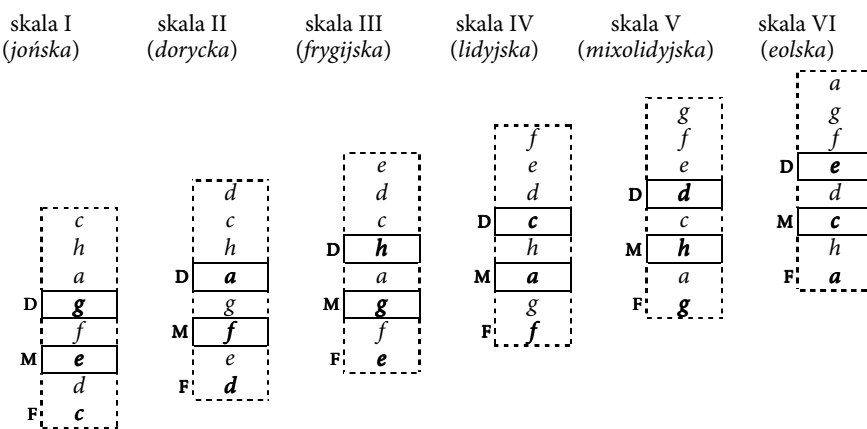 skala I
(jońska)
c
h
a
D g
f
M e
d
F c
skala II
(dorycka)
d
c
h
D a
g
M f
e
F d
skala III
(frygijska)
e
d
c
D h
a
M g
f
F e
skala IV
(lidyjska)
f
e
d
D c
h
M a
g
F f
skala V
(mixolidyjska)
g
f
e
D d
c
M h
a
F g
skala VI
(eolska)
a
g
f
D e
d
M c
h
F a